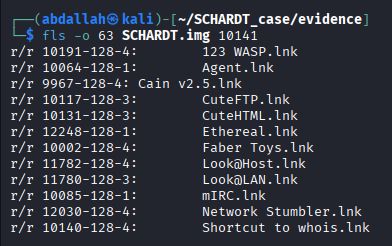 ┌──(abdallah㉿kali)-[~/SCHARDT_case/evidence]
└─$ fls -o 63 SCHARDT.img 10141
r/r 10191-128-4:        123 WASP.lnk
r/r 10064-128-1:        Agent.lnk
r/r 9967-128-4: Cain v2.5.lnk
r/r 10117-128-3:        CuteFTP.lnk
r/r 10131-128-3:        CuteHTML.lnk
r/r 12248-128-1:        Ethereal.lnk
r/r 10002-128-4:        Faber Toys.lnk
r/r 11782-128-4:        Look@Host.lnk
r/r 11780-128-3:        Look@LAN.lnk
r/r 10085-128-1:        mIRC.lnk
r/r 12030-128-4:        Network Stumbler.lnk
r/r 10140-128-4:        Shortcut to whois.lnk